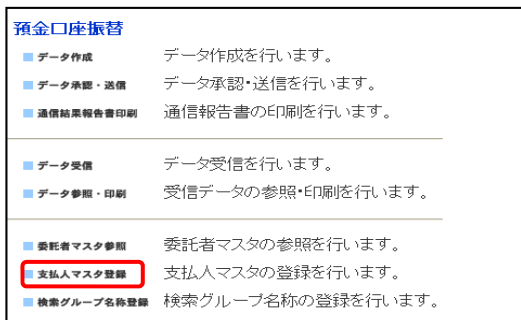 預金口座振替
データ作成 データ作成を行います。
データ承認・送信 データ承認・送信を行います。
通信結果報告書印刷 通信報告書の印刷を行います。
データ受信 データ受信を行います。
データ参照・印刷 受信データの参照・印刷を行います。
委託者マスタ参照 委託者マスタの参照を行います。
支払人マスタ登録 支払人マスタの登録を行います。
検索グループ名称登録 検索グループ名称の登録を行います。